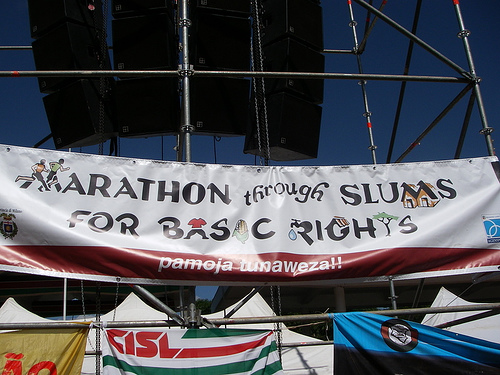 MARATHON through SLUMS
FOR BASIC RIGHTS
pamoja tunaweza!!
CISL